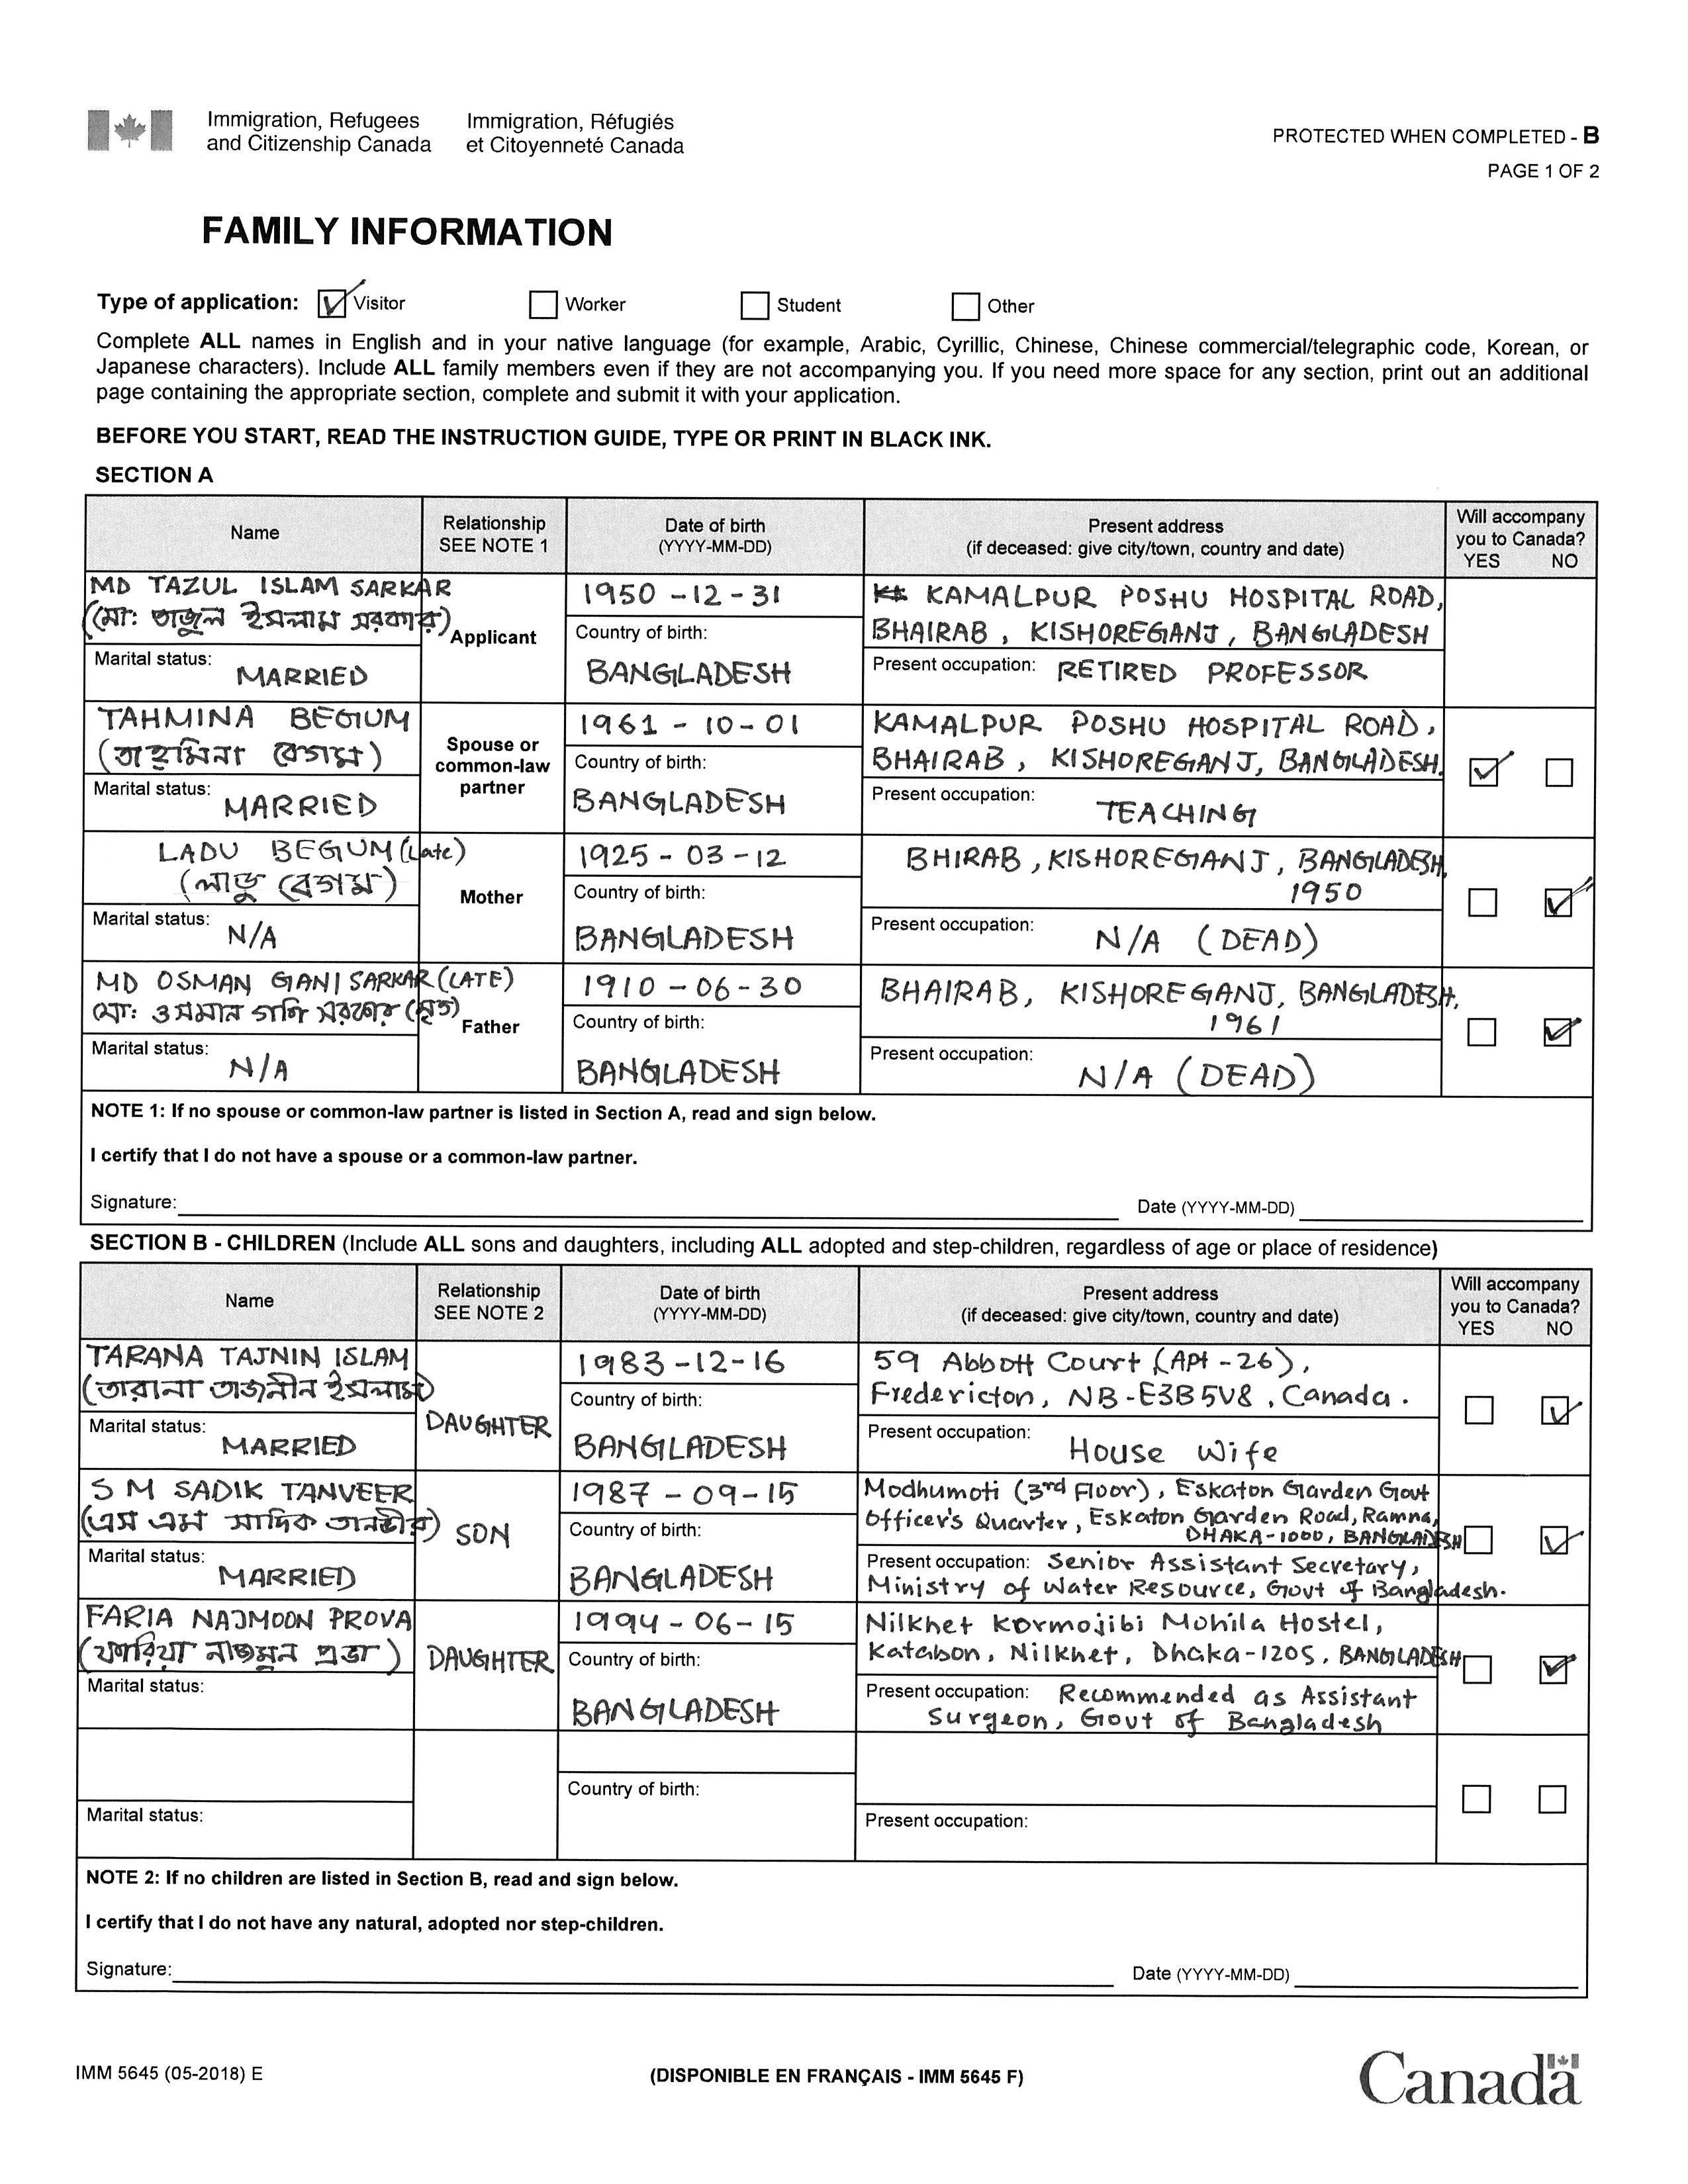 Immigration, Refugees and Citizenship Canada
Immigration, Réfugiés et Citoyenneté Canada
PROTECTED WHEN COMPLETED - B
PAGE 1 OF 2
FAMILY INFORMATION
Type of application: Visitor Worker Student Other
Complete ALL names in English and in your native language (for example, Arabic, Cyrillic, Chinese, Chinese commercial/telegraphic code, Korean, or
Japanese characters). Include ALL family members even if they are not accompanying you. If you need more space for any section, print out an additional
page containing the appropriate section, complete and submit it with your application.
BEFORE YOU START, READ THE INSTRUCTION GUIDE, TYPE OR PRINT IN BLACK INK.
SECTION A
Name
Relationship
SEE NOTE 1
Date of birth
(YYYY-MM-DD)
Present address
(if deceased: give city/town, country and date)
Will accompany
you to Canada?
YES NO
MD TAZUL ISLAM SARKAR
(মো: তাজুল ইসলাম সরকার)
Marital status: MARRIED
Applicant
1950-12-31
Country of birth:
BANGLADESH
KAMALPUR POSHU HOSPITAL ROAD,
BHAIRAB, KISHOREGANJ, BANGLADESH
Present occupation: RETIRED PROFESSOR
TAHMINA BEGUM
(তাহমিনা বেগম)
Marital status: MARRIED
Spouse or
common-law
partner
1961-10-01
Country of birth:
BANGLADESH
KAMALPUR POSHU HOSPITAL ROAD,
BHAIRAB, KISHOREGANJ, BANGLADESH.
Present occupation: TEACHING
LADU BEGUM (Late)
(লাডু বেগম)
Marital status: N/A
Mother
1925-03-12
Country of birth:
BANGLADESH
BHIRAB, KISHOREGANJ, BANGLADESH,
1950
Present occupation: N/A (DEAD)
MD OSMAN GANI SARKAR (LATE)
মো: ওসমান গনি সরকার (মৃত)
Marital status: N/A
Father
1910-06-30
Country of birth:
BANGLADESH
BHAIRAB, KISHOREGANJ, BANGLADESH,
1961
Present occupation: N/A (DEAD)
NOTE 1: If no spouse or common-law partner is listed in Section A, read and sign below.
I certify that I do not have a spouse or a common-law partner.
Signature: Date (YYYY-MM-DD)
SECTION B - CHILDREN (Include ALL sons and daughters, including ALL adopted and step-children, regardless of age or place of residence)
Name
Relationship
SEE NOTE 2
Date of birth
(YYYY-MM-DD)
Present address
(if deceased: give city/town, country and date)
Will accompany
you to Canada?
YES NO
TARANA TAJNIN ISLAM
(তারানা তাজনীন ইসলাম)
Marital status: MARRIED
DAUGHTER
1983-12-16
Country of birth:
BANGLADESH
59 Abbott Court (Apt-26),
Fredericton, NB-E3B5V8, Canada.
Present occupation: House Wife
S M SADIK TANVEER
(এস এম সাদিক তানভীর)
Marital status: MARRIED
SON
1987-09-15
Country of birth:
BANGLADESH
Modhumoti (3rd Floor), Eskaton Garden Govt
Officer's Quarter, Eskaton Garden Road, Ramna,
DHAKA-1000, BANGLADESH
Present occupation: Senior Assistant Secretary,
Ministry of Water Resource, Govt of Bangladesh.
FARIA NAJMOON PROVA
(ফারিয়া নাজমুন প্রভা)
Marital status:
DAUGHTER
1994-06-15
Country of birth:
BANGLADESH
Nilkhet Kormojibi Mohila Hostel,
Katabon, Nilkhet, Dhaka-1205, BANGLADESH
Present occupation: Recommended as Assistant
Surgeon, Govt of Bangladesh
Marital status:
Country of birth:
Present occupation:
NOTE 2: If no children are listed in Section B, read and sign below.
I certify that I do not have any natural, adopted nor step-children.
Signature: Date (YYYY-MM-DD)
IMM 5645 (05-2018) E
(DISPONIBLE EN FRANÇAIS - IMM 5645 F)
Canada